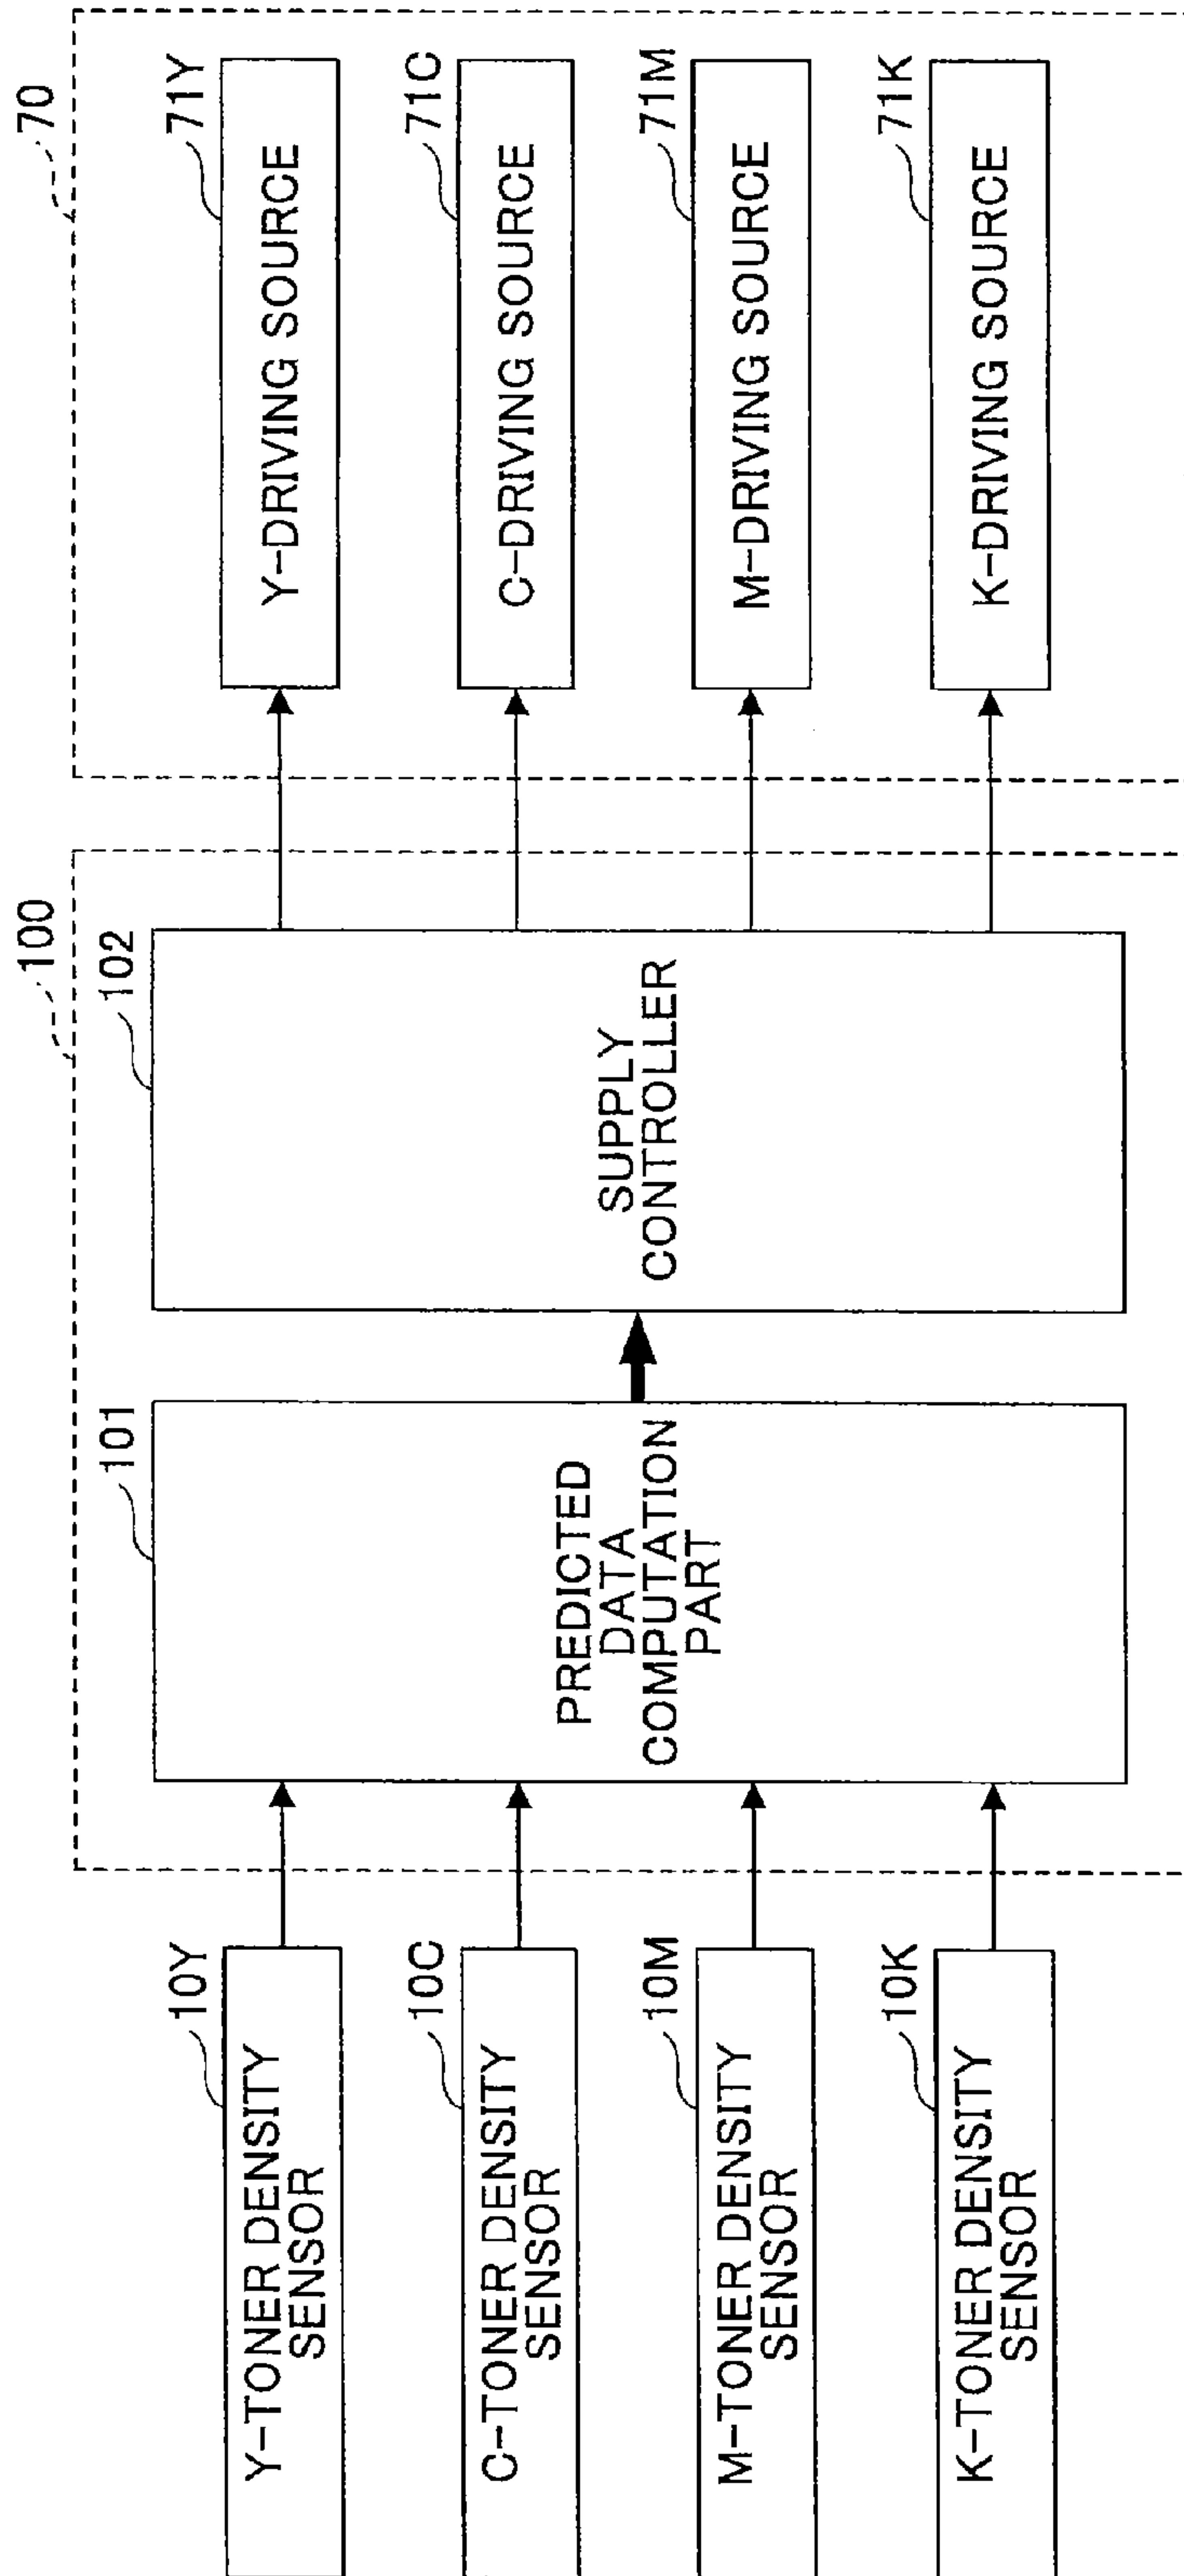 10Y
Y-TONER DENSITY
SENSOR
10C
C-TONER DENSITY
SENSOR
10M
M-TONER DENSITY
SENSOR
10K
K-TONER DENSITY
SENSOR
100
101
PREDICTED
DATA
COMPUTATION
PART
102
SUPPLY
CONTROLLER
70
71Y
Y-DRIVING SOURCE
71C
C-DRIVING SOURCE
71M
M-DRIVING SOURCE
71K
K-DRIVING SOURCE